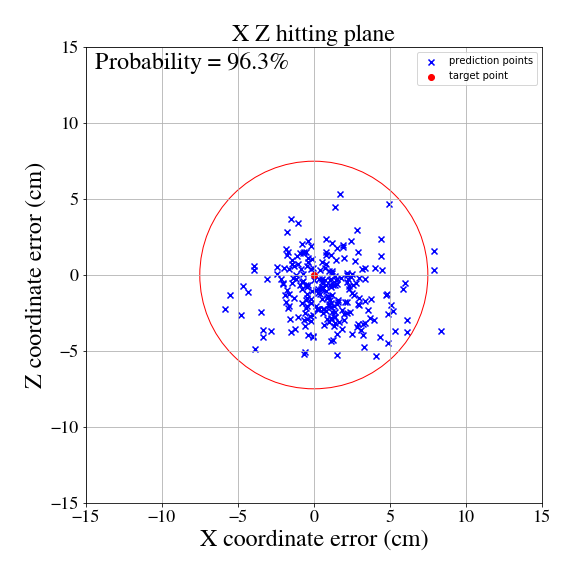 X Z hitting plane
Probability = 96.3%
prediction points
target point
Z coordinate error (cm)
15
10
5
0
−5
−10
−15
−15
−10
−5
0
5
10
15
X coordinate error (cm)